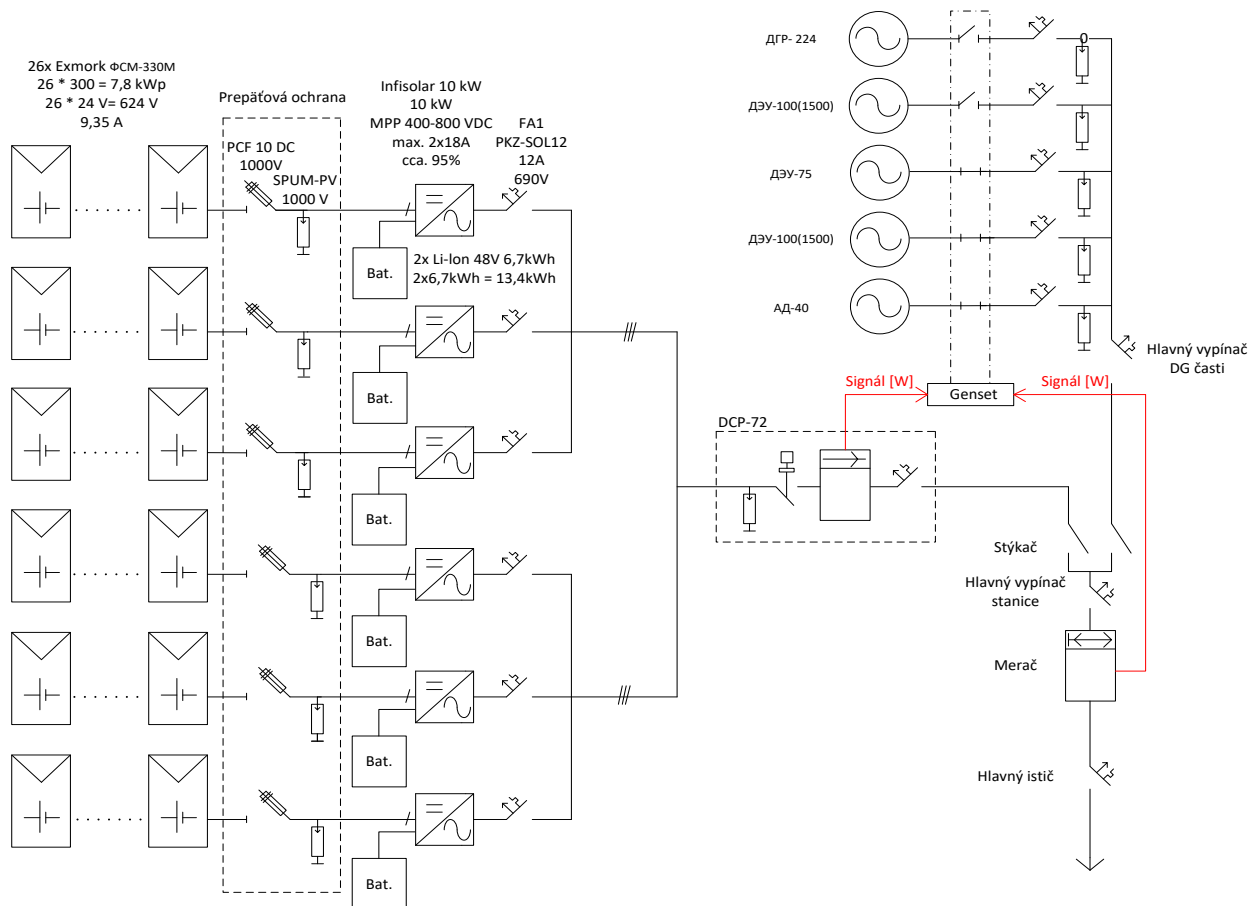 26x Exmork ФСМ-330М
26 * 300 = 7,8 kWp
26 * 24 V= 624 V
9,35 A
Prepäťová ochrana
PCF 10 DC
1000V
SPUM-PV
1000 V
Infisolar 10 kW
10 kW
MPP 400-800 VDC
max. 2x18A
cca. 95%
FA1
PKZ-SOL12
12A
690V
Bat.
2x Li-Ion 48V 6,7kWh
2x6,7kWh = 13,4kWh
Bat.
Bat.
Bat.
Bat.
Bat.
ДГР- 224
0
ДЭУ-100(1500)
ДЭУ-75
ДЭУ-100(1500)
АД-40
Hlavný vypínač
DG časti
Signál [W]
Signál [W]
Genset
DCP-72
Stýkač
Hlavný vypínač
stanice
Merač
Hlavný istič